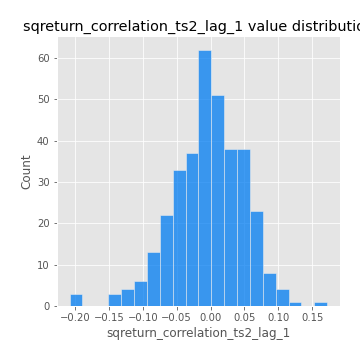 sqreturn_correlation_ts2_lag_1 value distributio
60
50
40
30
20
10
0
Count
−0.20 −0.15 −0.10 −0.05 0.00 0.05 0.10 0.15
sqreturn_correlation_ts2_lag_1